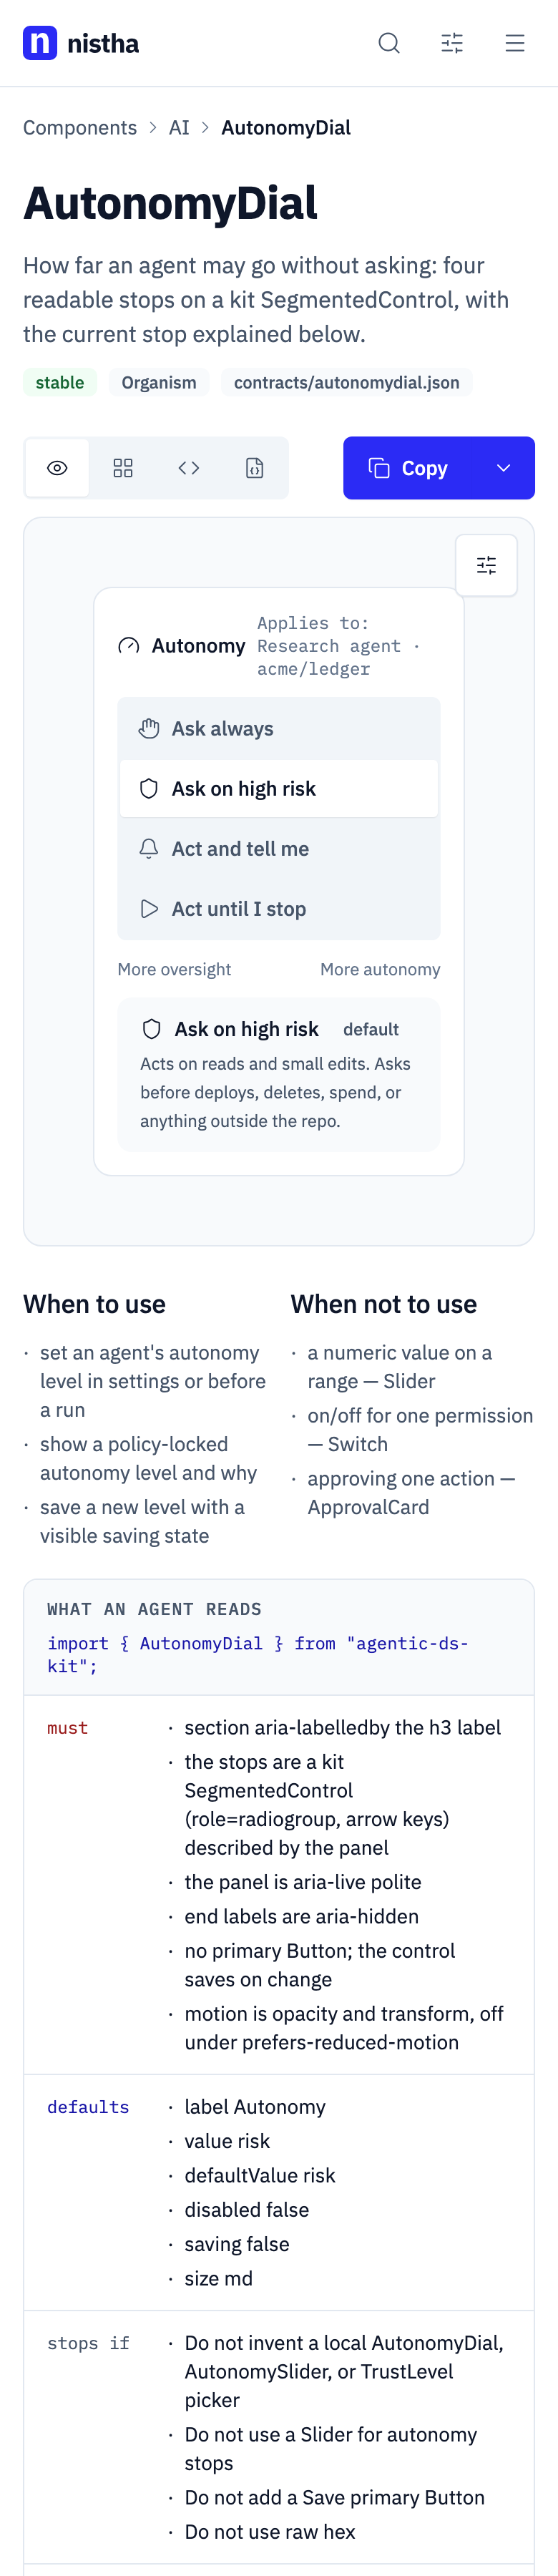 n nistha
Components > AI > AutonomyDial
AutonomyDial
How far an agent may go without asking: four
readable stops on a kit SegmentedControl, with
the current stop explained below.
stable Organism contracts/autonomydial.json
Copy
Autonomy
Applies to:
Research agent ·
acme/ledger
Ask always
Ask on high risk
Act and tell me
Act until I stop
More oversight More autonomy
Ask on high risk default
Acts on reads and small edits. Asks
before deploys, deletes, spend, or
anything outside the repo.
When to use
· set an agent's autonomy
level in settings or before
a run
· show a policy-locked
autonomy level and why
· save a new level with a
visible saving state
When not to use
· a numeric value on a
range — Slider
· on/off for one permission
— Switch
· approving one action —
ApprovalCard
WHAT AN AGENT READS
import { AutonomyDial } from "agentic-ds-
kit";
must
· section aria-labelledby the h3 label
· the stops are a kit
SegmentedControl
(role=radiogroup, arrow keys)
described by the panel
· the panel is aria-live polite
· end labels are aria-hidden
· no primary Button; the control
saves on change
· motion is opacity and transform, off
under prefers-reduced-motion
defaults
· label Autonomy
· value risk
· defaultValue risk
· disabled false
· saving false
· size md
stops if
· Do not invent a local AutonomyDial,
AutonomySlider, or TrustLevel
picker
· Do not use a Slider for autonomy
stops
· Do not add a Save primary Button
· Do not use raw hex